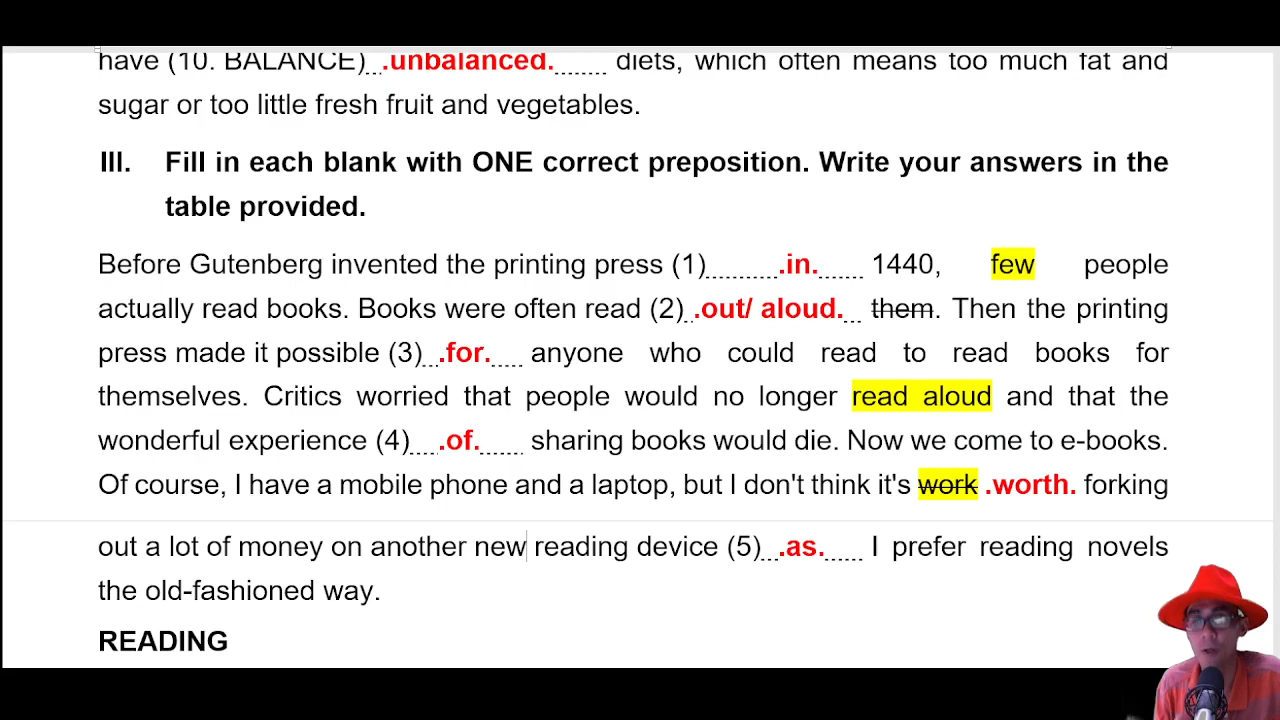 have (10. BALANCE)...unbalanced........ diets, which often means too much fat and
sugar or too little fresh fruit and vegetables.
III. Fill in each blank with ONE correct preposition. Write your answers in the
table provided.
Before Gutenberg invented the printing press (1)..........in....... 1440, few people
actually read books. Books were often read (2)..out/ aloud... them. Then the printing
press made it possible (3)...for..... anyone who could read to read books for
themselves. Critics worried that people would no longer read aloud and that the
wonderful experience (4)....of....... sharing books would die. Now we come to e-books.
Of course, I have a mobile phone and a laptop, but I don't think it's work .worth. forking
out a lot of money on another new reading device (5)...as...... I prefer reading novels
the old-fashioned way.
READING